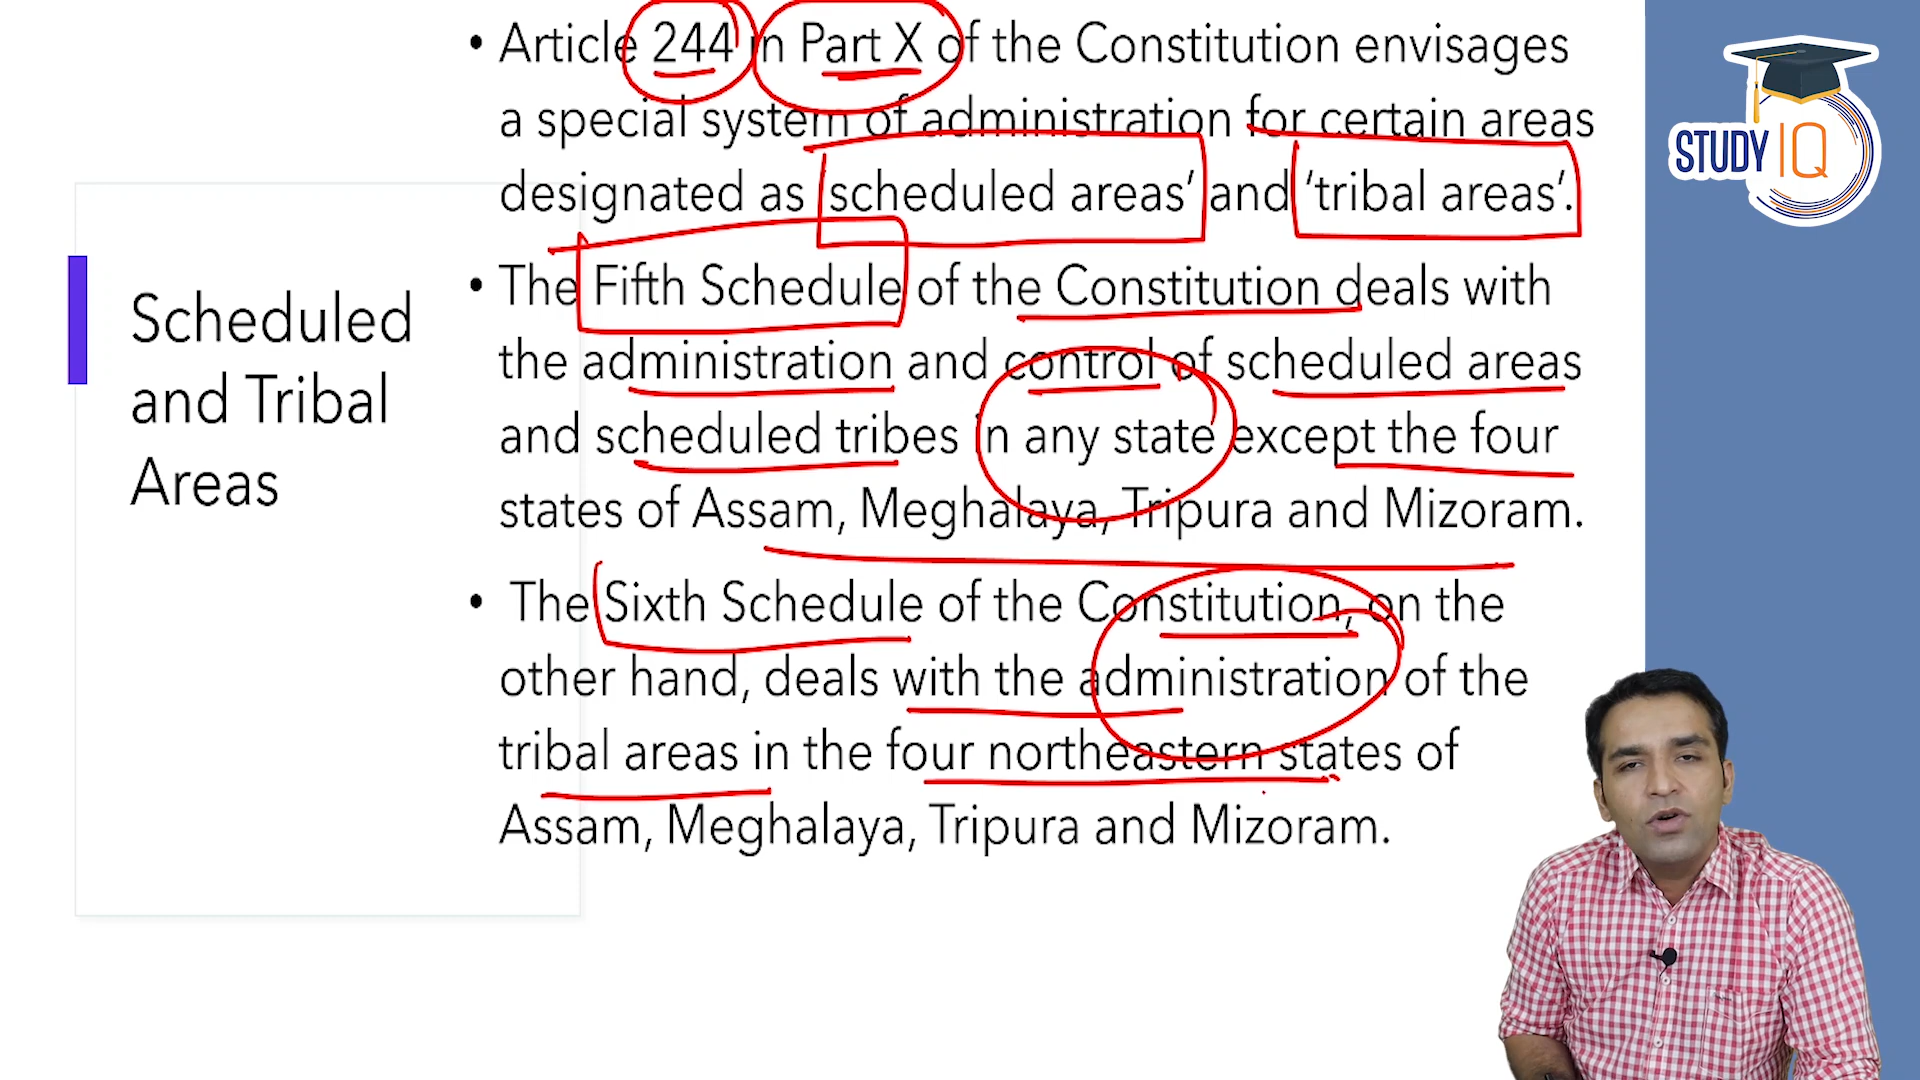 • Article 244 in Part X of the Constitution envisages
a special system of administration for certain areas
designated as 'scheduled areas' and 'tribal areas'.
• The Fifth Schedule of the Constitution deals with
the administration and control of scheduled areas
and scheduled tribes in any state except the four
states of Assam, Meghalaya, Tripura and Mizoram.
• The Sixth Schedule of the Constitution, on the
other hand, deals with the administration of the
tribal areas in the four northeastern states of
Assam, Meghalaya, Tripura and Mizoram.
Scheduled
and Tribal
Areas
STUDY IQ